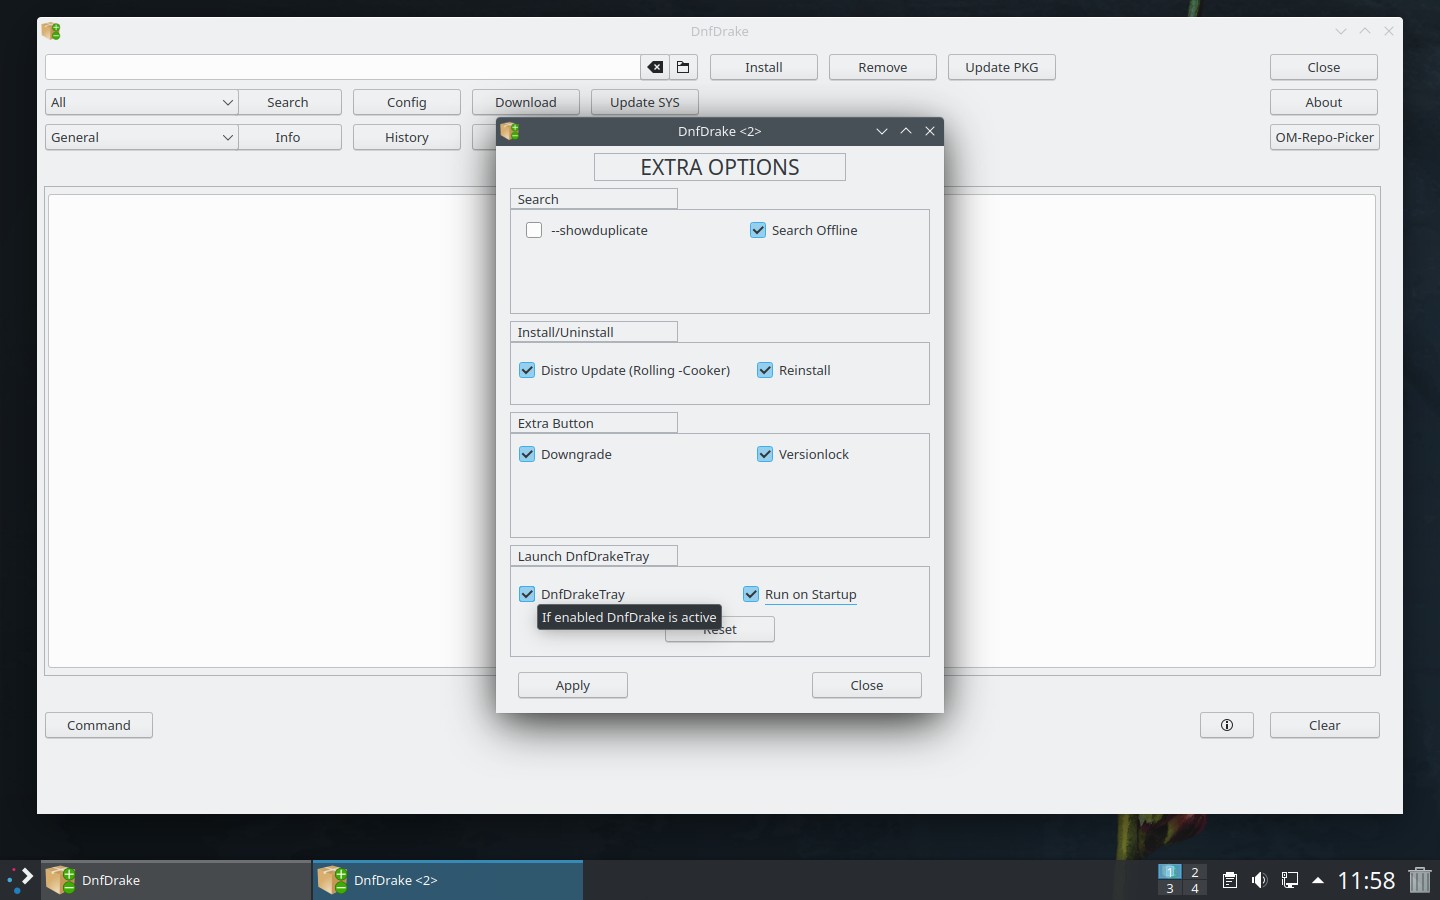 DnfDrake
Install
Remove
Update PKG
Close
All
Search
Config
Download
Update SYS
About
General
Info
History
OM-Repo-Picker
DnfDrake <2>
EXTRA OPTIONS
Search
--showduplicate
Search Offline
Install/Uninstall
Distro Update (Rolling -Cooker)
Reinstall
Extra Button
Downgrade
Versionlock
Launch DnfDrakeTray
DnfDrakeTray
Run on Startup
If enabled DnfDrake is active
Reset
Apply
Close
Command
Clear
DnfDrake
DnfDrake <2>
1 2
3 4
11:58